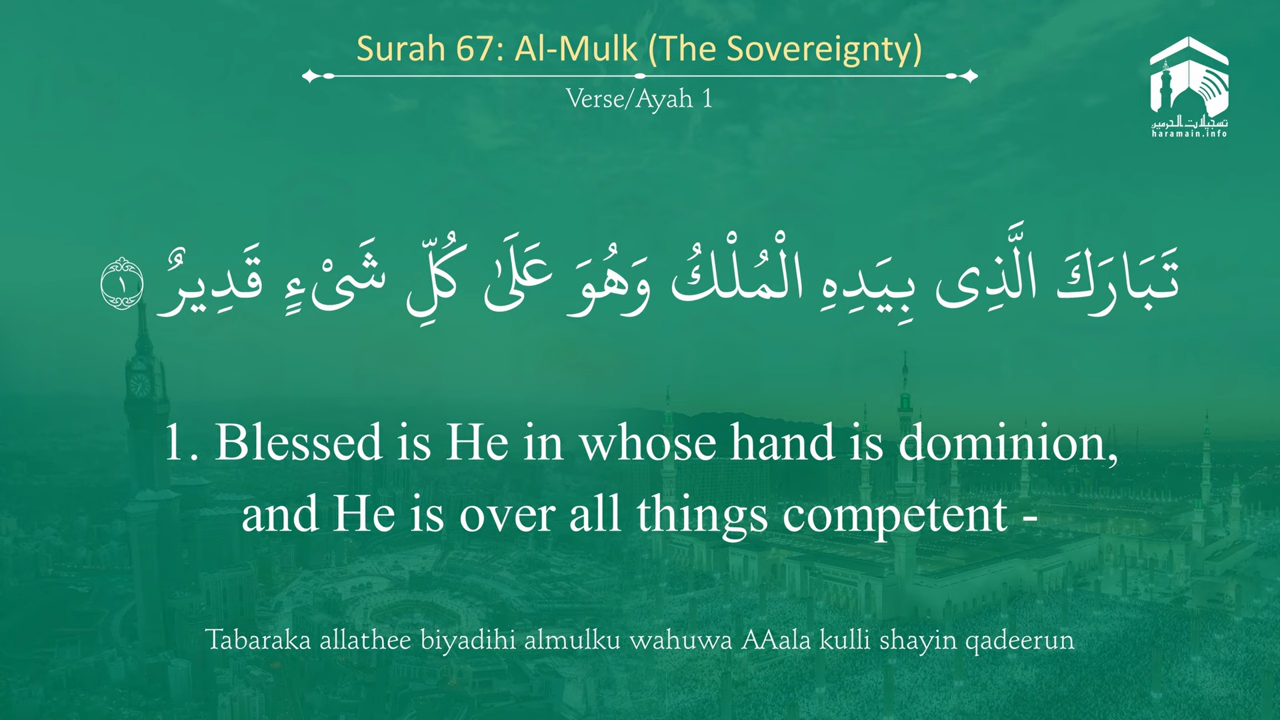 Surah 67: Al-Mulk (The Sovereignty)
Verse/Ayah 1
تسجيلات الحرمين
haramain.info
تَبَارَكَ الَّذِى بِيَدِهِ الْمُلْكُ وَهُوَ عَلَىٰ كُلِّ شَىْءٍ قَدِيرٌ ١
1. Blessed is He in whose hand is dominion,
and He is over all things competent -
Tabaraka allathee biyadihi almulku wahuwa AAala kulli shayin qadeerun